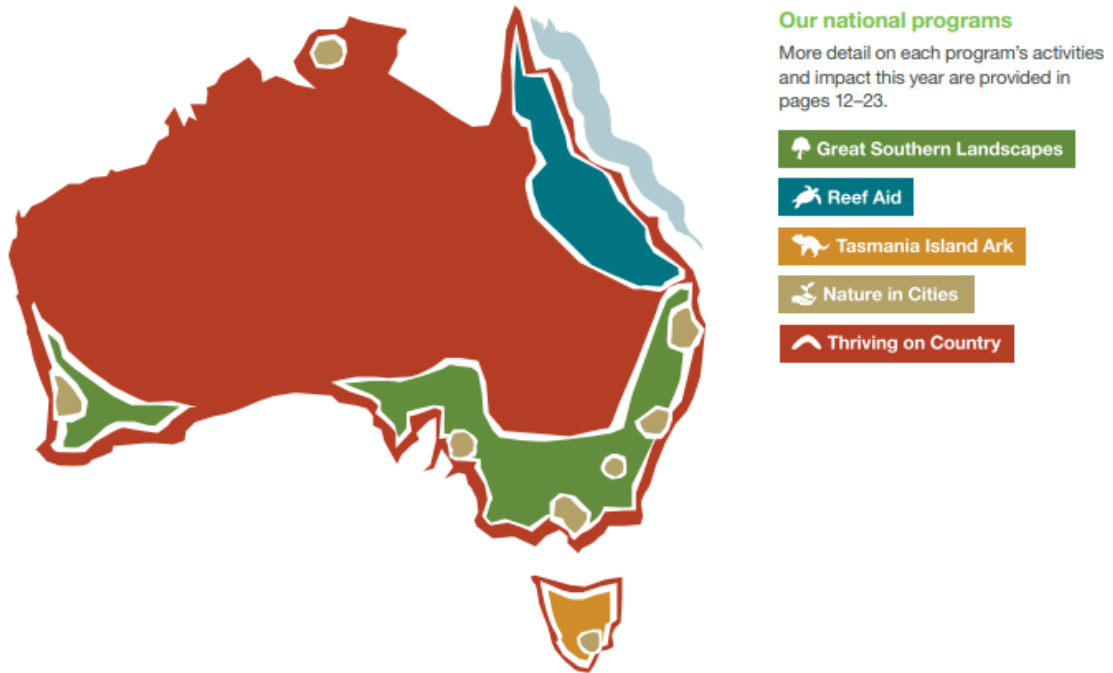 Our national programs
More detail on each program's activities
and impact this year are provided in
pages 12–23.
Great Southern Landscapes
Reef Aid
Tasmania Island Ark
Nature in Cities
Thriving on Country